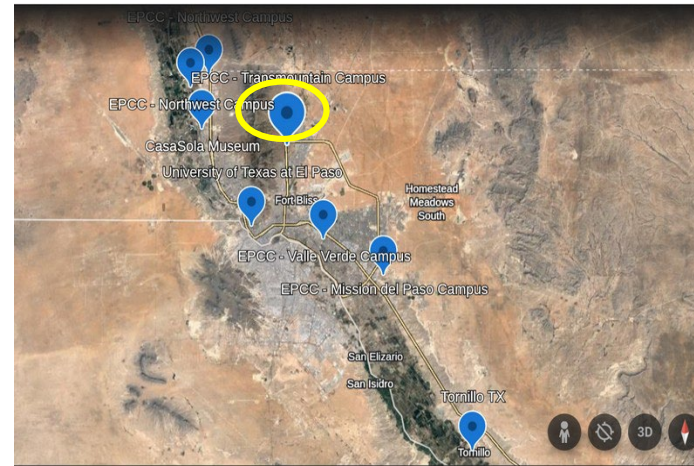 EPCC - Northwest Campus
EPCC - Transmountain Campus
EPCC - Northwest Campus
CasaSola Museum
University of Texas at El Paso
Homestead
Meadows
South
Fort Bliss
EPCC - Valle Verde Campus
EPCC - Mission del Paso Campus
San Elizario
San Isidro
Tornillo TX
3D
Tornillo